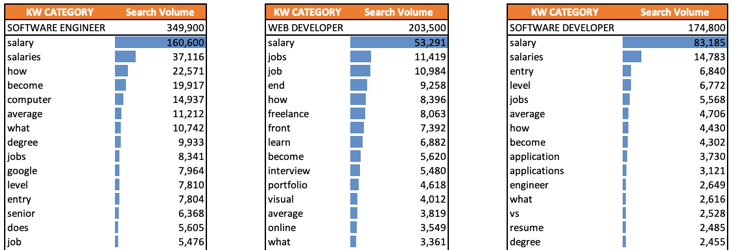 KW CATEGORY Search Volume
SOFTWARE ENGINEER 349,900
salary 160,600
salaries 37,116
how 22,571
become 19,917
computer 14,937
average 11,212
what 10,742
degree 9,933
jobs 8,341
google 7,964
level 7,810
entry 7,804
senior 6,368
does 5,605
job 5,476
KW CATEGORY Search Volume
WEB DEVELOPER 203,500
salary 53,291
jobs 11,419
job 10,984
end 9,258
how 8,396
freelance 8,063
front 7,392
learn 6,882
become 5,620
interview 5,480
portfolio 4,618
visual 4,012
average 3,819
online 3,549
what 3,361
KW CATEGORY Search Volume
SOFTWARE DEVELOPER 174,800
salary 83,185
salaries 14,783
entry 6,840
level 6,772
jobs 5,568
average 4,706
how 4,430
become 4,302
application 3,730
applications 3,121
engineer 2,649
what 2,616
vs 2,528
resume 2,485
degree 2,455